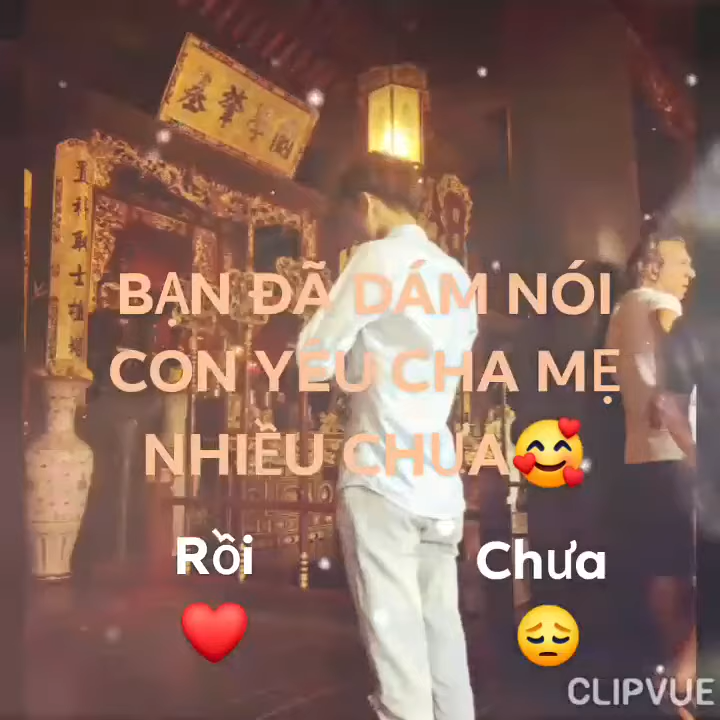 BẠN ĐÃ DÁM NÓI
CON YÊU CHA MẸ
NHIỀU CHƯA🥰
Rồi
Chưa
❤️
😔
CLIPVUE